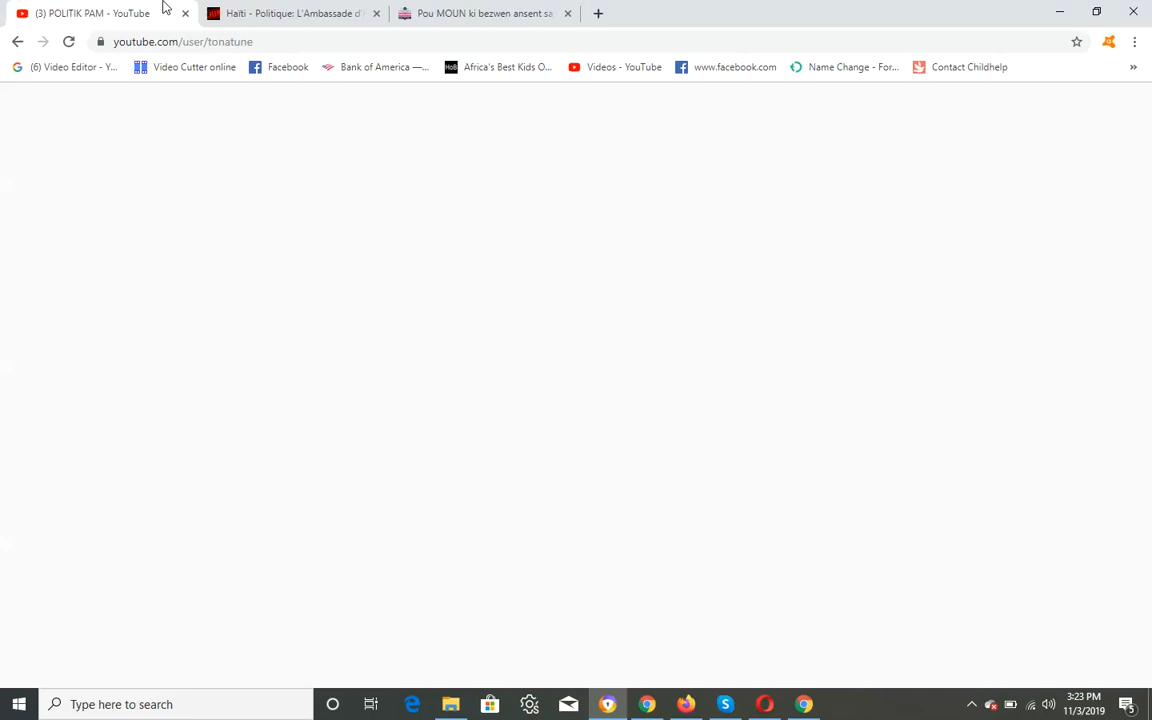 (3) POLITIK PAM - YouTube
Haïti - Politique: L'Ambassade d'
Pou MOUN ki bezwen ansent sa
youtube.com/user/tonatune
(6) Video Editor - Y...
Video Cutter online
Facebook
Bank of America —...
HoB
Africa's Best Kids O...
Videos - YouTube
www.facebook.com
Name Change - For...
Contact Childhelp
»
Type here to search
3:23 PM
11/3/2019
5